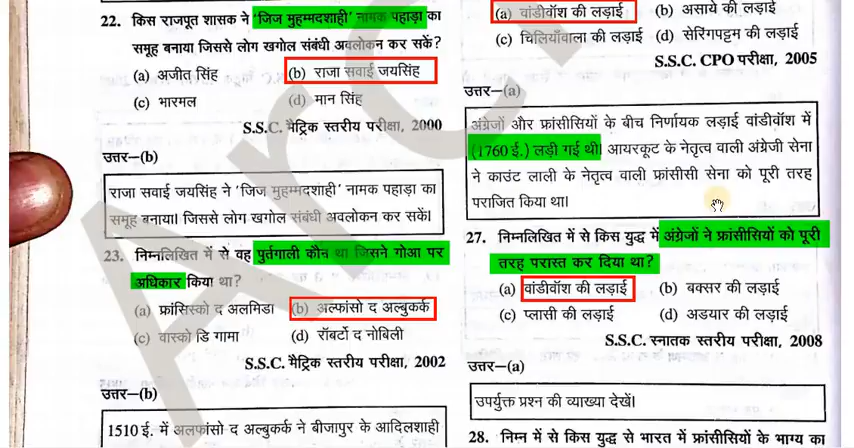 22. किस राजपूत शासक ने 'जिज मुहम्मदशाही' नामक पहाड़ा का
समूह बनाया जिससे लोग खगोल संबंधी अवलोकन कर सकें?
(a) अजीत सिंह (b) राजा सवाई जयसिंह
(c) भारमल (d) मान सिंह
S.S.C. मैट्रिक स्तरीय परीक्षा, 2000
उत्तर–(b)
राजा सवाई जयसिंह ने 'जिज मुहम्मदशाही' नामक पहाड़ा का
समूह बनाया। जिससे लोग खगोल संबंधी अवलोकन कर सकें।
23. निम्नलिखित में से वह पुर्तगाली कौन था जिसने गोआ पर
अधिकार किया था?
(a) फ्रांसिस्को द अलमिडा (b) अल्फांसो द अल्बुकर्क
(c) वास्को डि गामा (d) रॉबर्टो द नोबिली
S.S.C. मैट्रिक स्तरीय परीक्षा, 2002
उत्तर–(b)
1510 ई. में अलफांसो द अल्बुकर्क ने बीजापुर के आदिलशाही
(a) वांडीवॉश की लड़ाई (b) असाये की लड़ाई
(c) चिलियाँवाला की लड़ाई (d) सेरिंगपट्टम की लड़ाई
S.S.C. CPO परीक्षा, 2005
उत्तर–(a)
अंग्रेजों और फ्रांसीसियों के बीच निर्णायक लड़ाई वांडीवॉश में
(1760 ई.) लड़ी गई थी। आयरकूट के नेतृत्व वाली अंग्रेजी सेना
ने काउंट लाली के नेतृत्व वाली फ्रांसीसी सेना को पूरी तरह
पराजित किया था।
27. निम्नलिखित में से किस युद्ध में अंग्रेजों ने फ्रांसीसियों को पूरी
तरह परास्त कर दिया था?
(a) वांडीवॉश की लड़ाई (b) बक्सर की लड़ाई
(c) प्लासी की लड़ाई (d) अडयार की लड़ाई
S.S.C. स्नातक स्तरीय परीक्षा, 2008
उत्तर–(a)
उपर्युक्त प्रश्न की व्याख्या देखें।
28. निम्न में से किस युद्ध से भारत में फ्रांसीसियों के भाग्य का